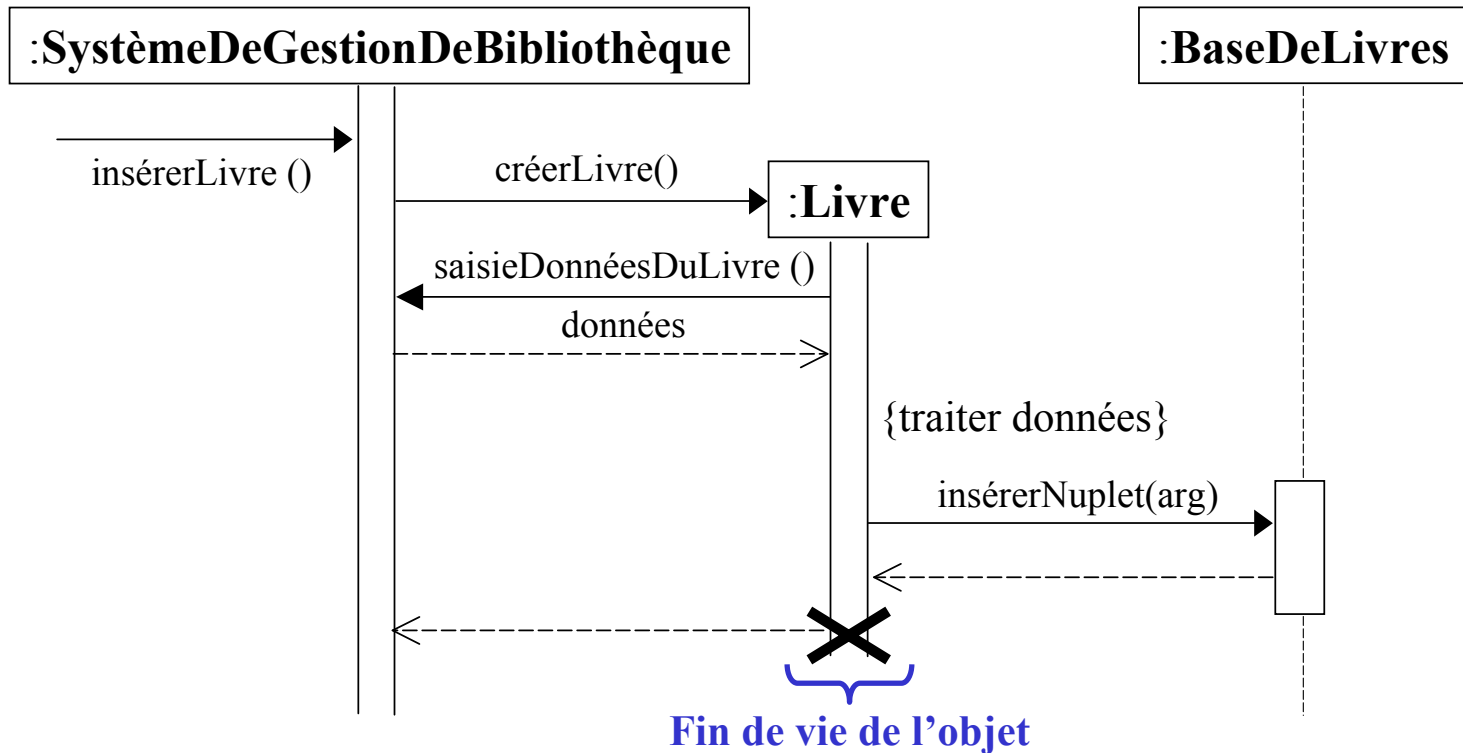 :SystèmeDeGestionDeBibliothèque
:BaseDeLivres
insérerLivre ()
créerLivre()
:Livre
saisieDonnéesDuLivre ()
données
{traiter données}
insérerNuplet(arg)
Fin de vie de l’objet